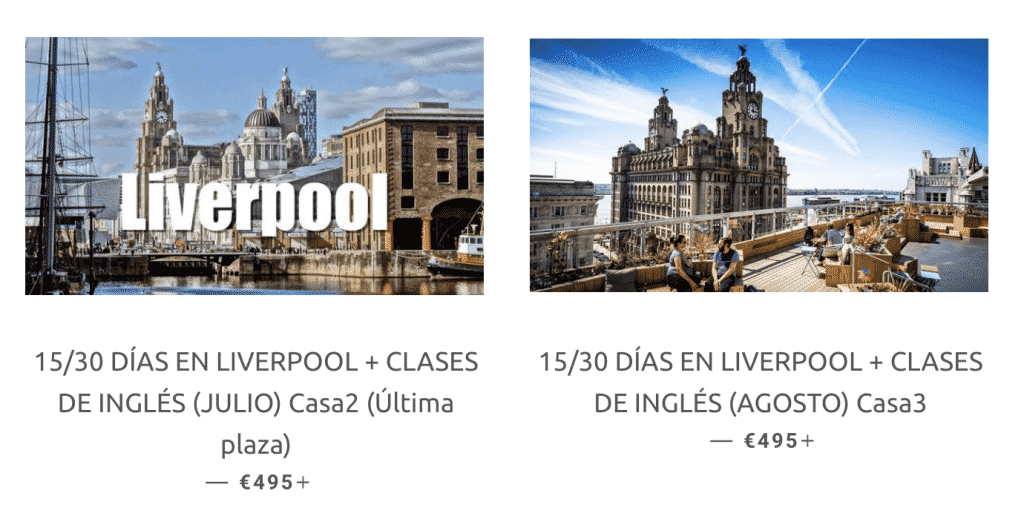 Liverpool
15/30 DÍAS EN LIVERPOOL + CLASES
DE INGLÉS (JULIO) Casa2 (Última
plaza)
— €495+
15/30 DÍAS EN LIVERPOOL + CLASES
DE INGLÉS (AGOSTO) Casa3
— €495+